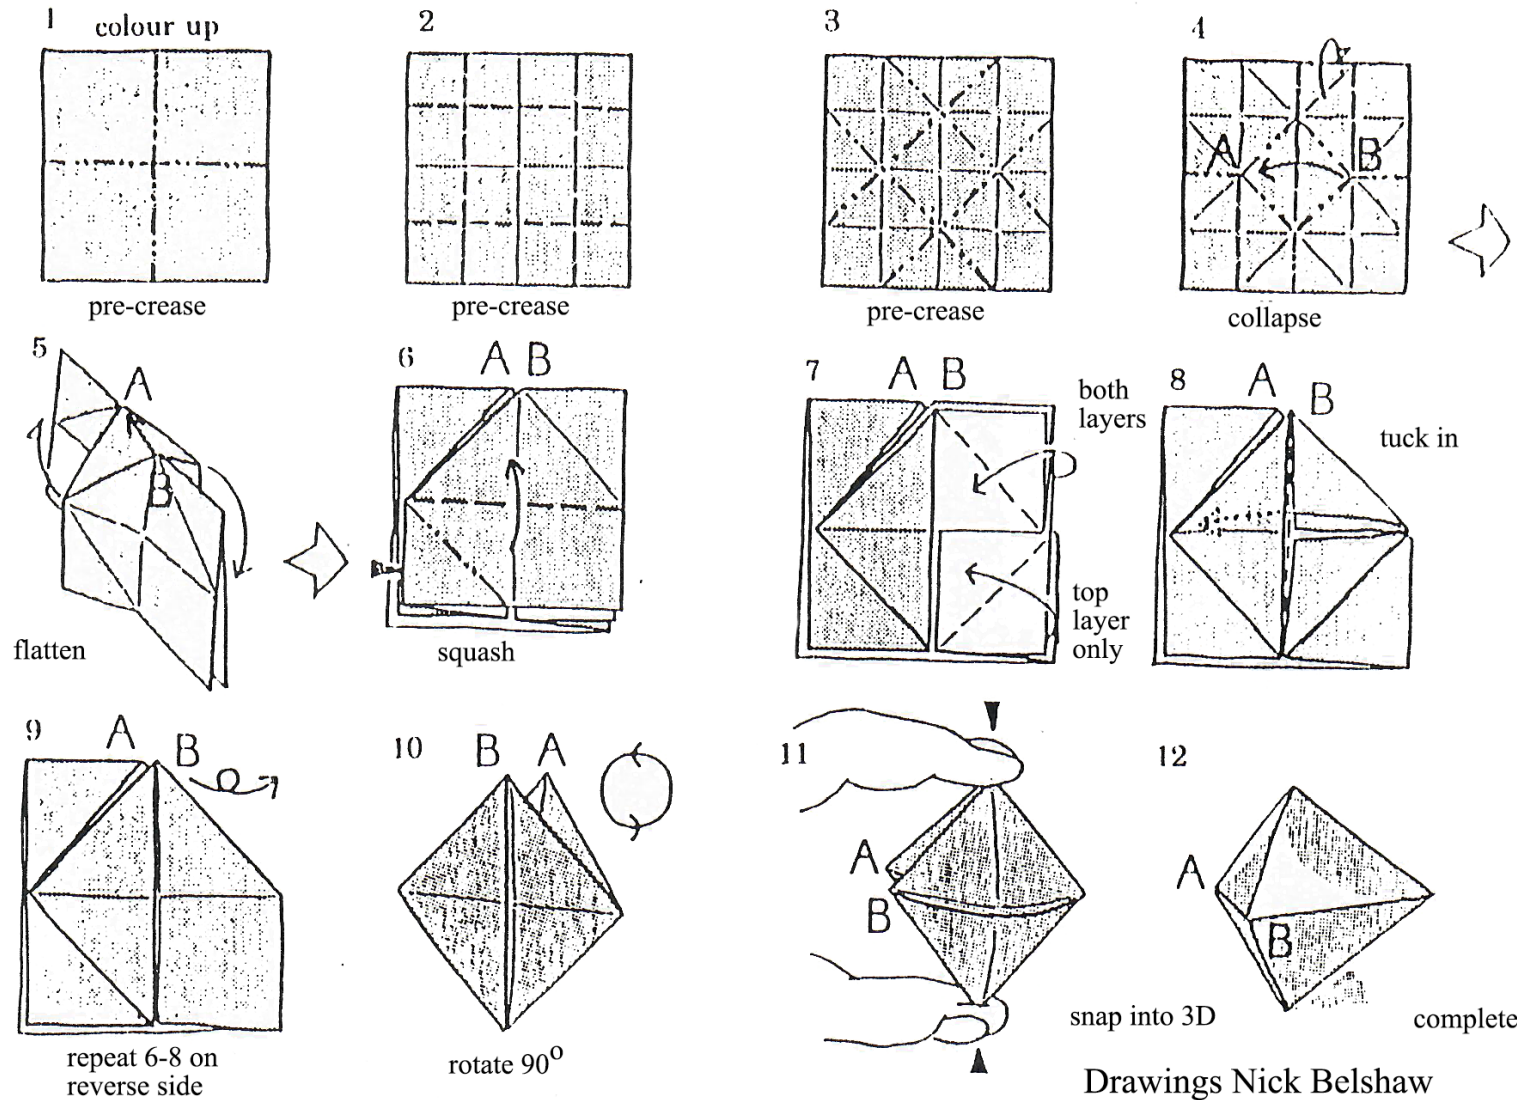 1
colour up
pre-crease
2
pre-crease
3
pre-crease
4
A
B
collapse
5
A
B
flatten
6
A B
squash
7
A B
both
layers
top
layer
only
8
A
B
tuck in
9
A
B
repeat 6-8 on
reverse side
10
B
A
rotate 90º
11
A
B
snap into 3D
12
A
B
complete
Drawings Nick Belshaw